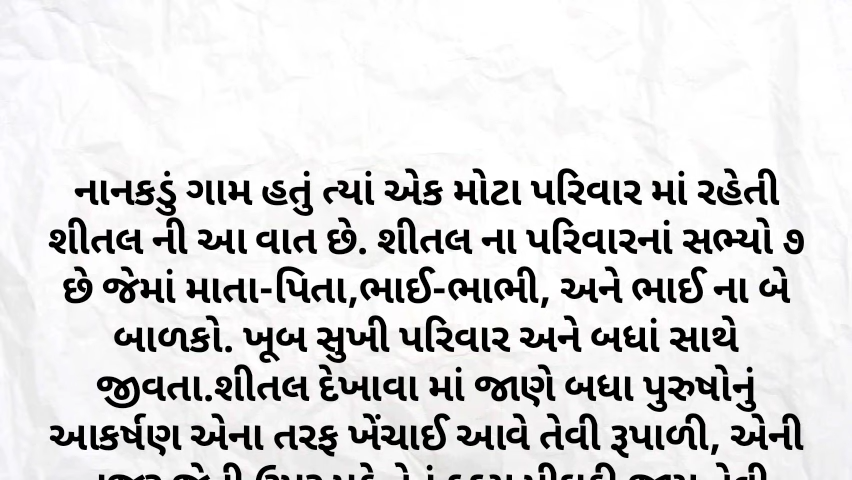 નાનકડું ગામ હતું ત્યાં એક મોટા પરિવાર માં રહેતી
શીતલ ની આ વાત છે. શીતલ ના પરિવારનાં સભ્યો ૭
છે જેમાં માતા-પિતા,ભાઈ-ભાભી, અને ભાઈ ના બે
બાળકો. ખૂબ સુખી પરિવાર અને બધાં સાથે
જીવતા.શીતલ દેખાવા માં જાણે બધા પુરુષોનું
આકર્ષણ એના તરફ ખેંચાઈ આવે તેવી રૂપાળી, એની